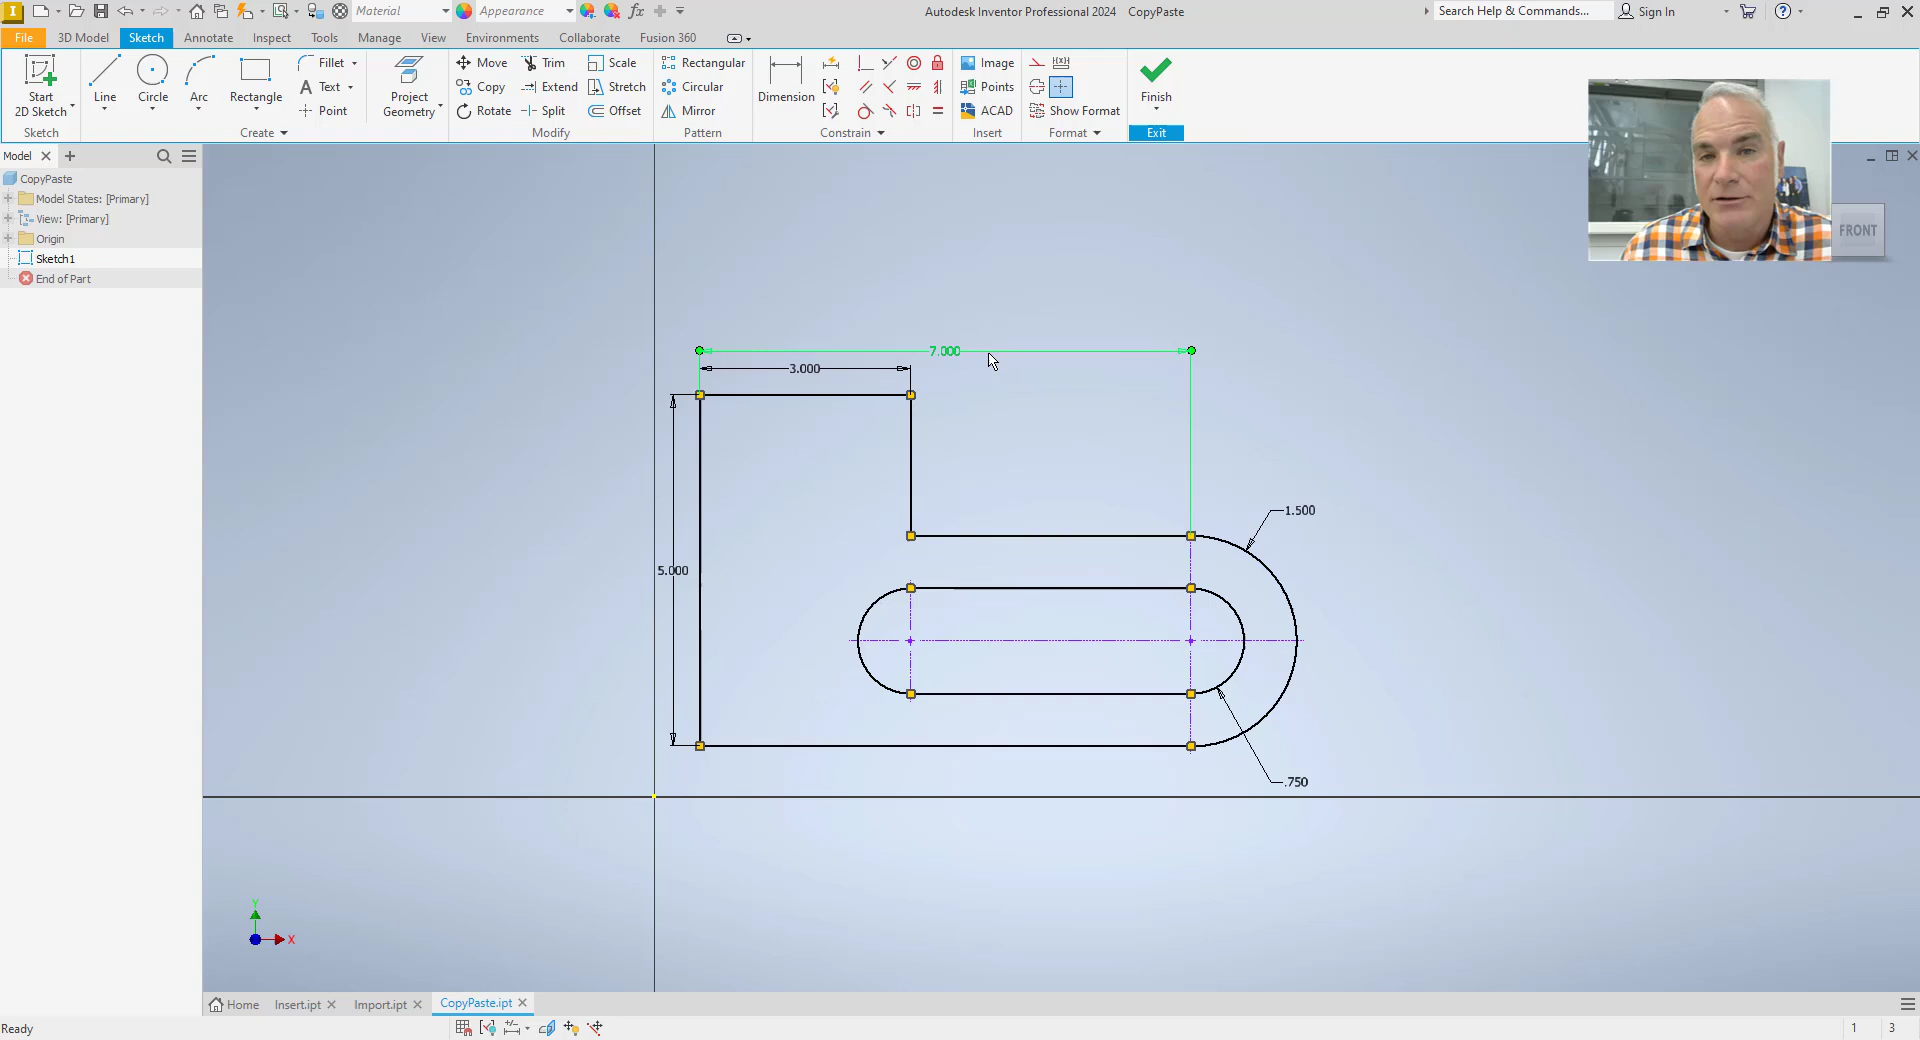 I Material Appearance fx Autodesk Inventor Professional 2024 CopyPaste Search Help & Commands... Sign In
File 3D Model Sketch Annotate Inspect Tools Manage View Environments Collaborate Fusion 360
Start 2D Sketch
Line Circle Arc Rectangle
Fillet
A Text
Point
Project Geometry
Move Trim Scale
Copy Extend Stretch
Rotate Split Offset
Rectangular
Circular
Mirror
Dimension
Image
Points
ACAD
Show Format
Finish
Sketch Create Modify Pattern Constrain Insert Format Exit
Model
CopyPaste
Model States: [Primary]
View: [Primary]
Origin
Sketch1
End of Part
FRONT
7.000
3.000
1.500
5.000
.750
Y
X
Home Insert.ipt Import.ipt CopyPaste.ipt
Ready 1 3